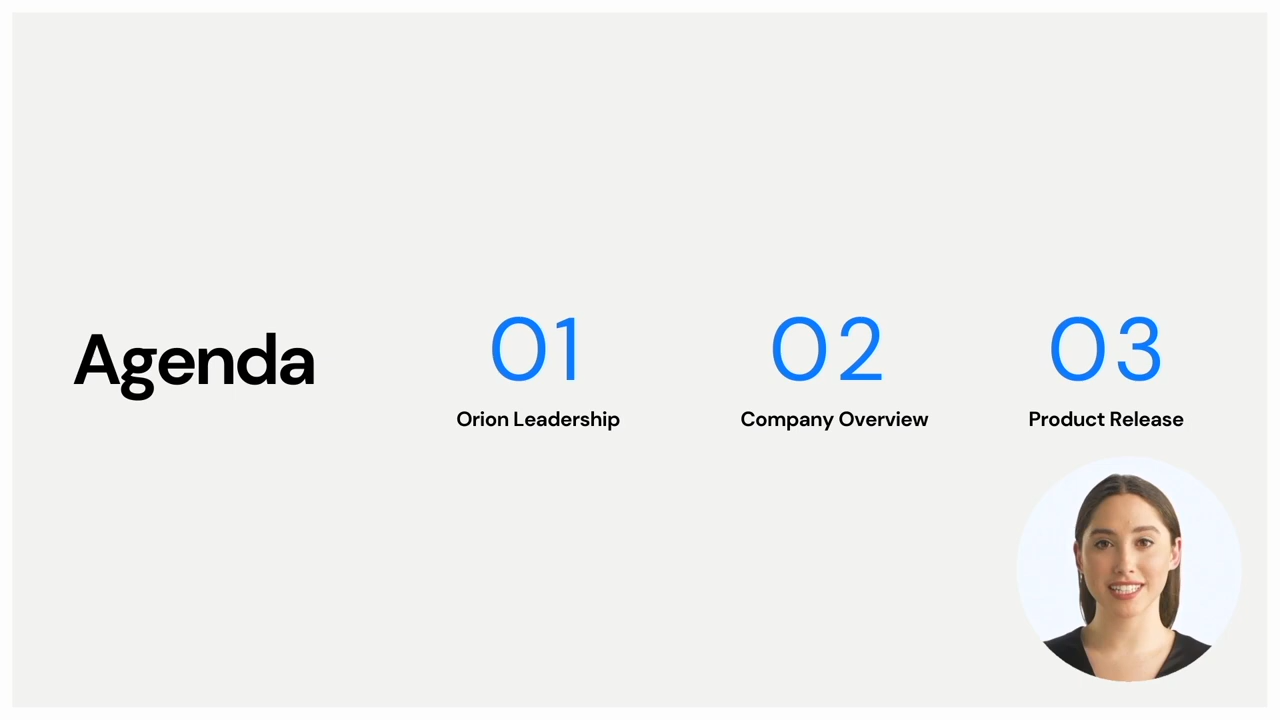 Agenda
01
Orion Leadership
02
Company Overview
03
Product Release